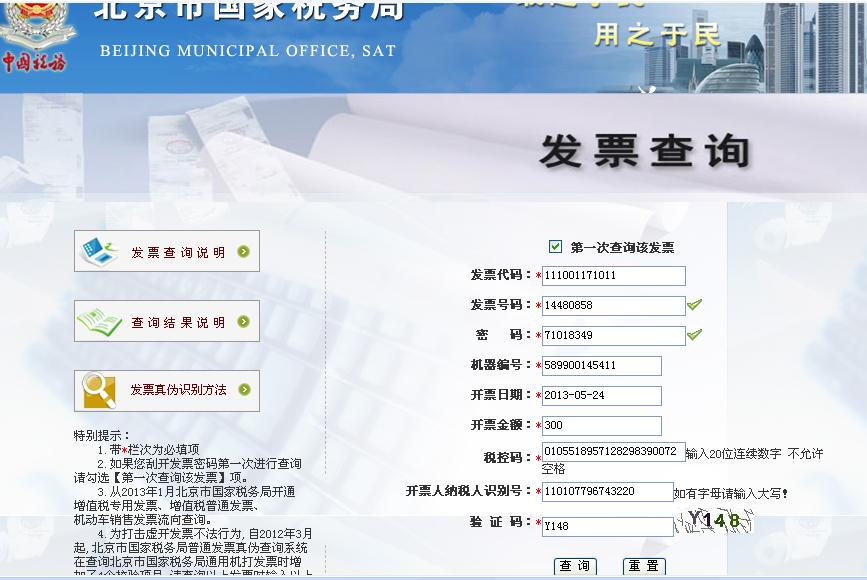 北京市国家税务局
BEIJING MUNICIPAL OFFICE, SAT
用之于民
中国税务
发票查询
发票查询说明
查询结果说明
发票真伪识别方法
特别提示：
1. 带*栏次为必填项
2. 如果您刮开发票密码第一次进行查询
请勾选【第一次查询该发票】项。
3. 从2013年1月北京市国家税务局开通
增值税专用发票、增值税普通发票、
机动车销售发票流向查询。
4. 为打击虚开发票不法行为, 自2012年3月
起, 北京市国家税务局普通发票真伪查询系统
在查询北京市国家税务局通用机打发票时增
第一次查询该发票
发票代码：*111001171011
发票号码：*14480858
密 码：*71018349
机器编号：*589900145411
开票日期：*2013-05-24
开票金额：*300
税控码：*01055189571282983900​72 输入20位连续数字 不允许
空格
开票人纳税人识别号：*110107796743220 如有字母请输入大写!
验 证 码：*Y148 Y148
查 询 重 置